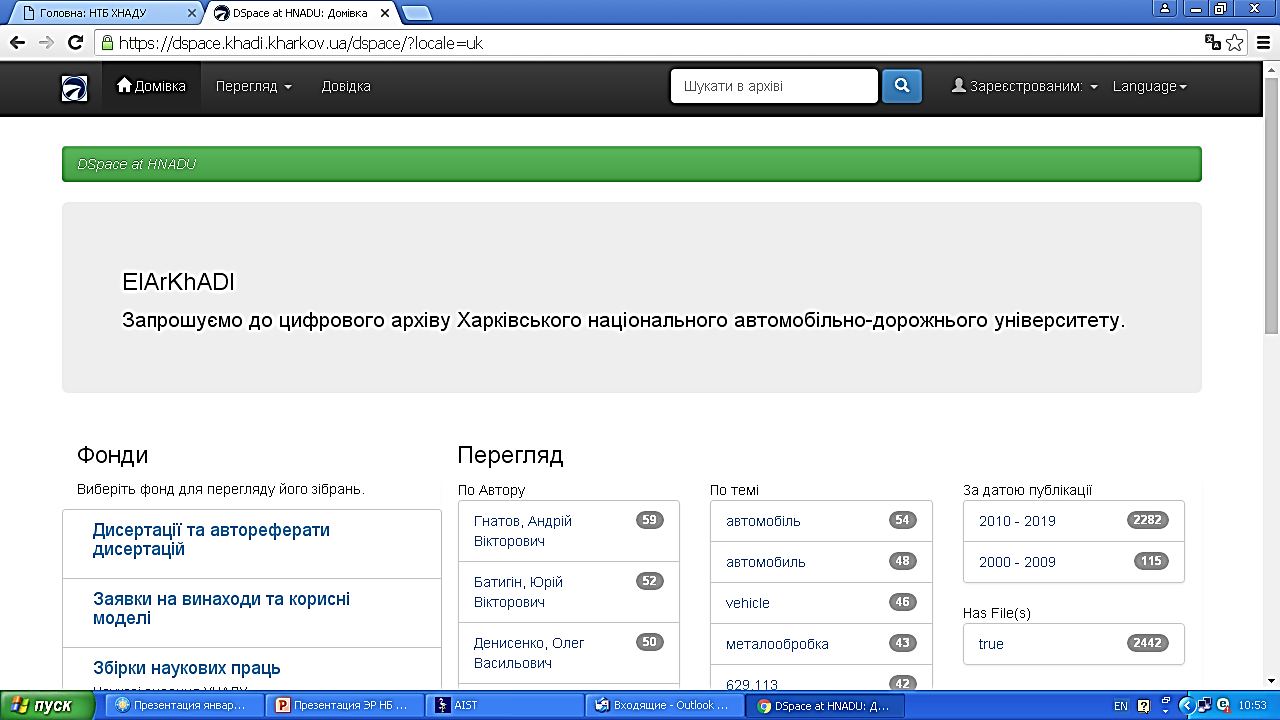 Головна: НТБ ХНАДУ
DSpace at HNADU: Домівка
https://dspace.khadi.kharkov.ua/dspace/?locale=uk
Домівка
Перегляд
Довідка
Шукати в архіві
Зареєстрованим:
Language
DSpace at HNADU
ElArKhADI
Запрошуємо до цифрового архіву Харківського національного автомобільно-дорожнього університету.
Фонди
Виберіть фонд для перегляду його зібрань.
Дисертації та автореферати
дисертацій
Заявки на винаходи та корисні
моделі
Збірки наукових праць
Перегляд
По Автору
Гнатов, Андрій 59
Вікторович
Батигін, Юрій 52
Вікторович
Денисенко, Олег 50
Васильович
По темі
автомобіль 54
автомобиль 48
vehicle 46
металообробка 43
629.113 42
За датою публікації
2010 - 2019 2282
2000 - 2009 115
Has File(s)
true 2442
пуск
Презентация январ...
Презентация ЭР НБ ...
AIST
Входящие - Outlook ...
DSpace at HNADU: Д...
EN
10:53